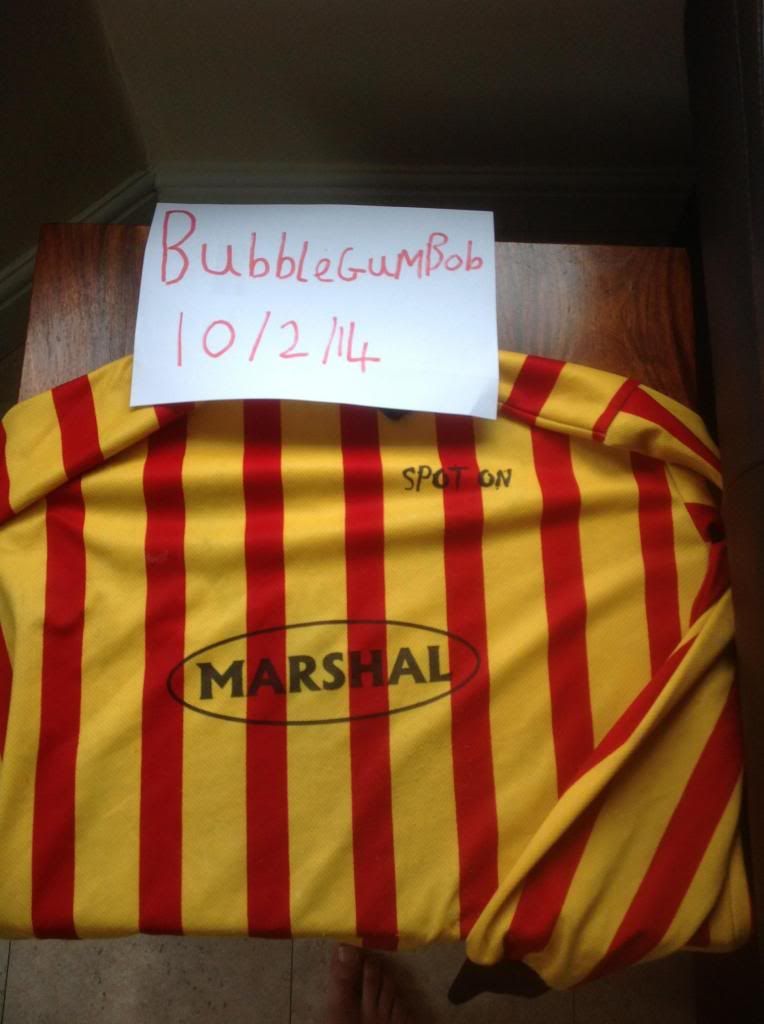 BubbleGumBob
10/2/14
SPOT ON
MARSHAL